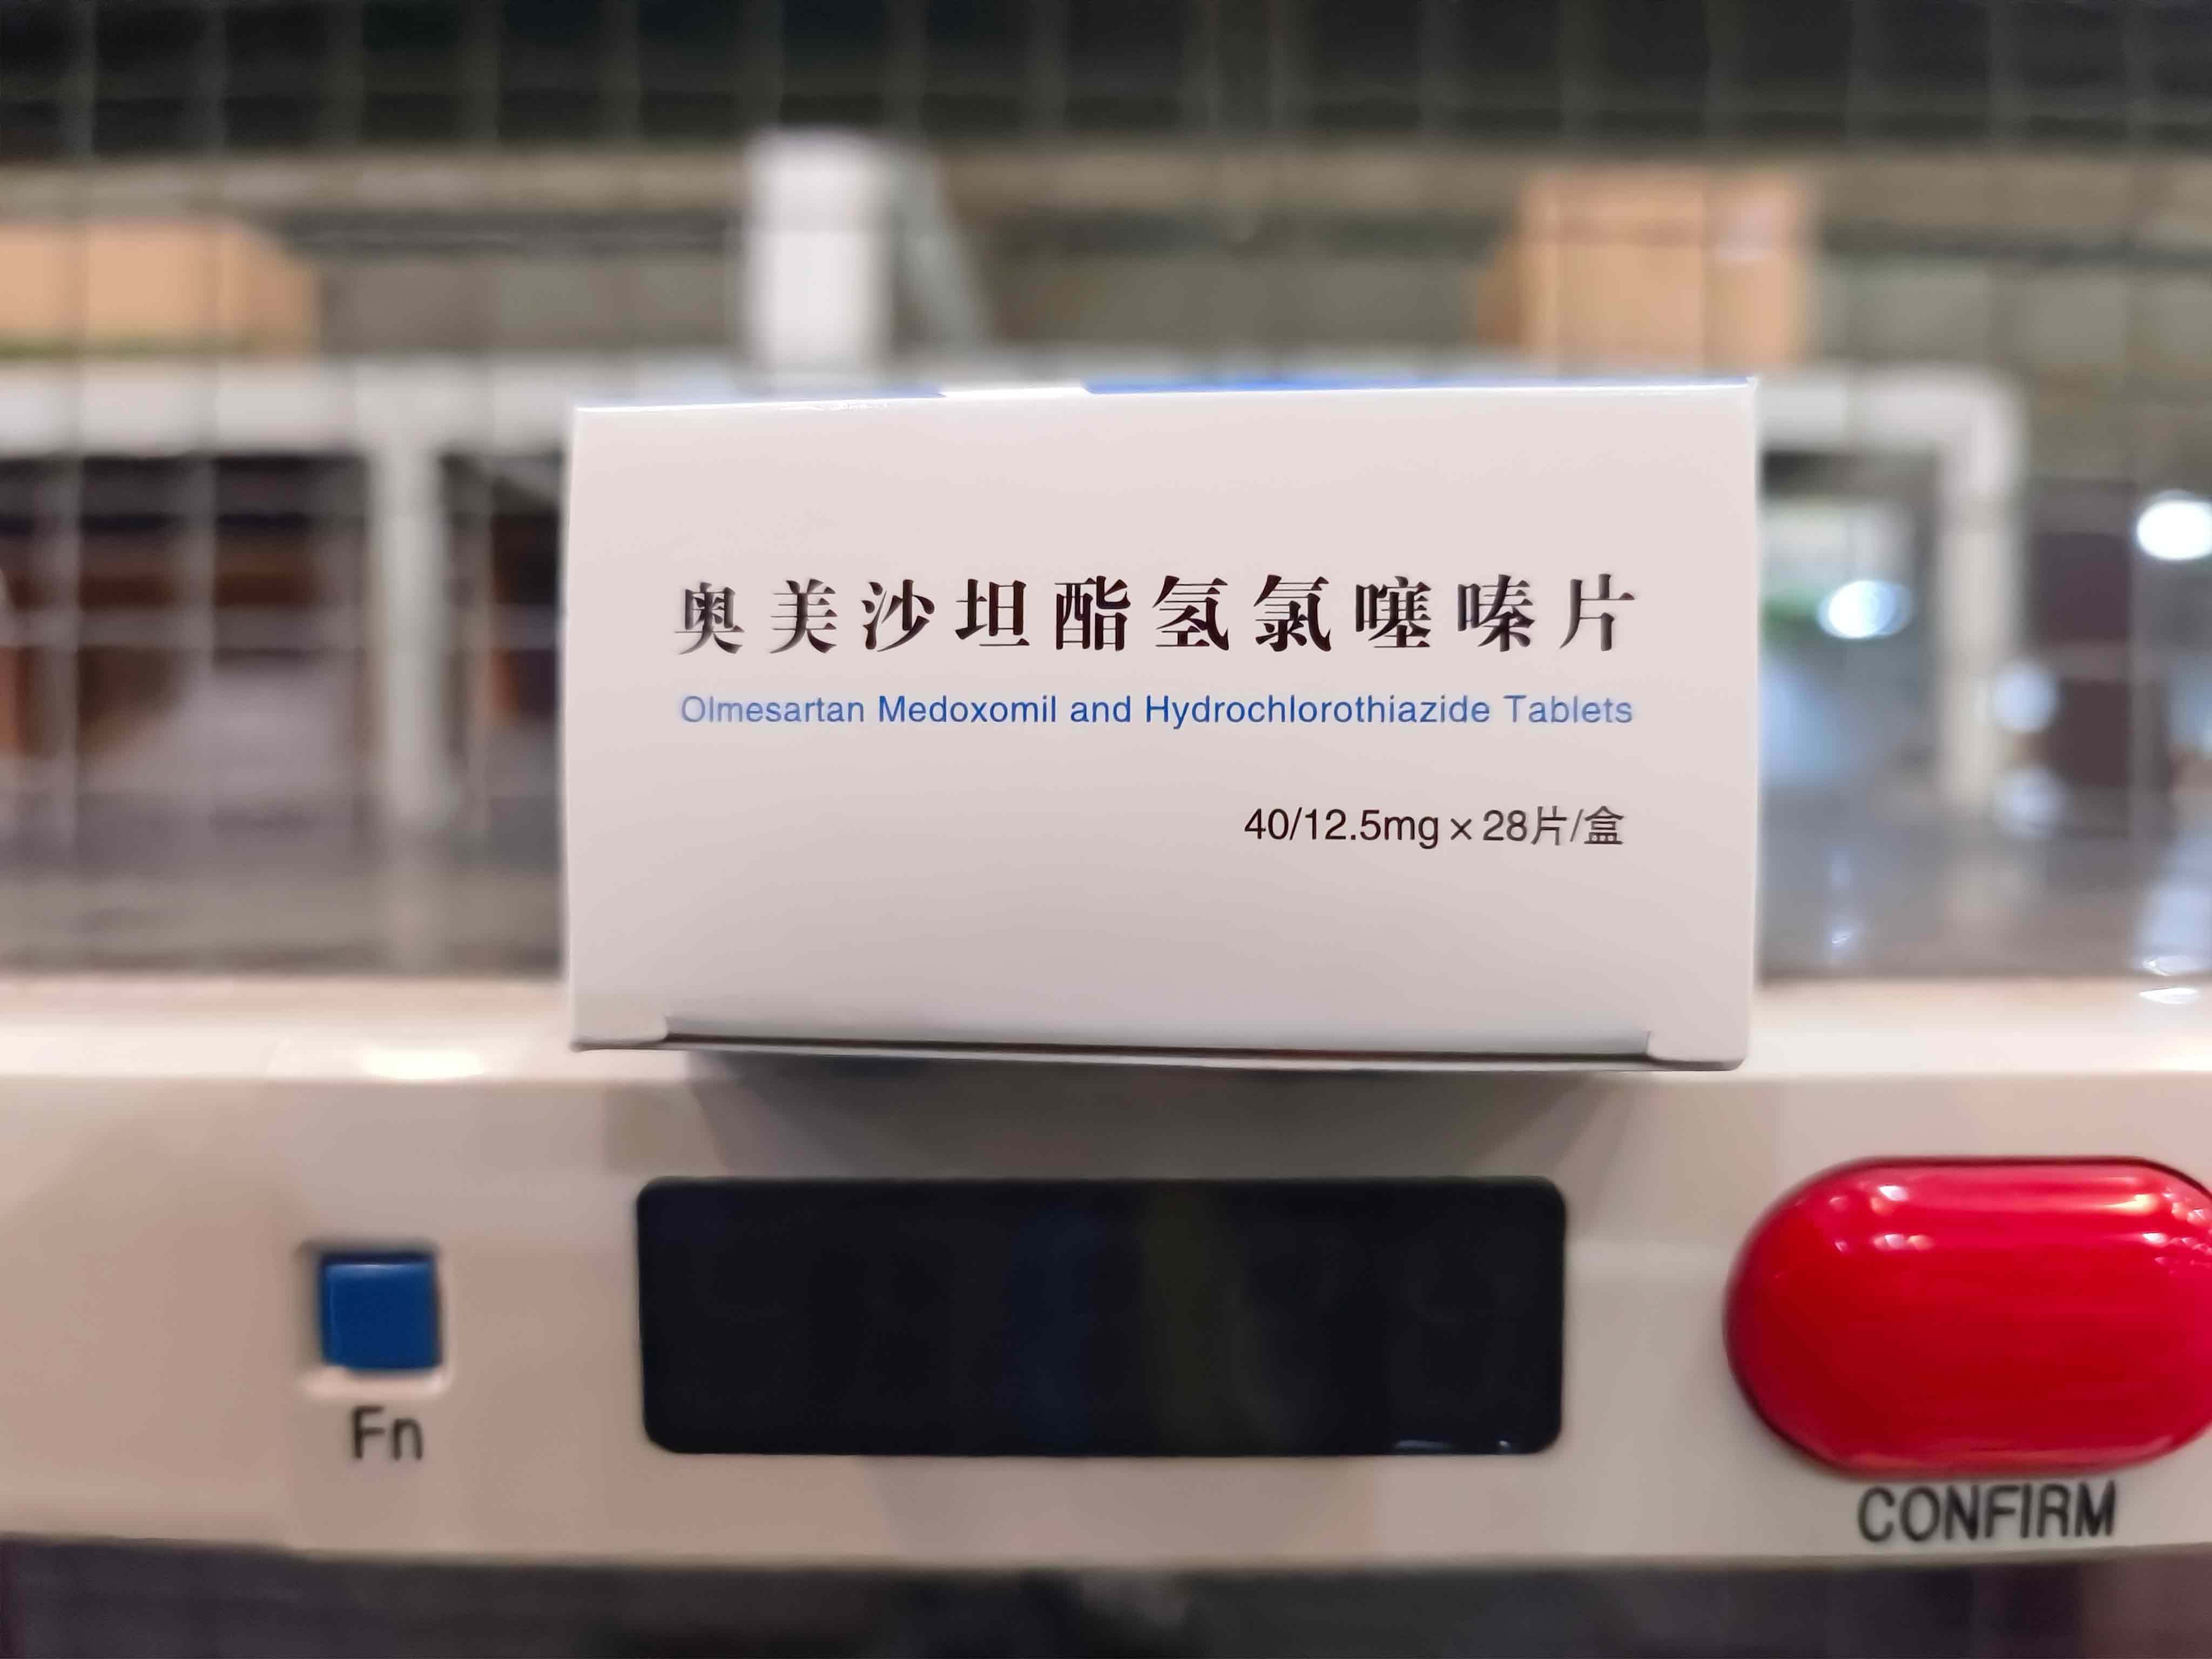 奥美沙坦酯氢氯噻嗪片
Olmesartan Medoxomil and Hydrochlorothiazide Tablets
40/12.5mg×28片/盒
Fn
CONFIRM